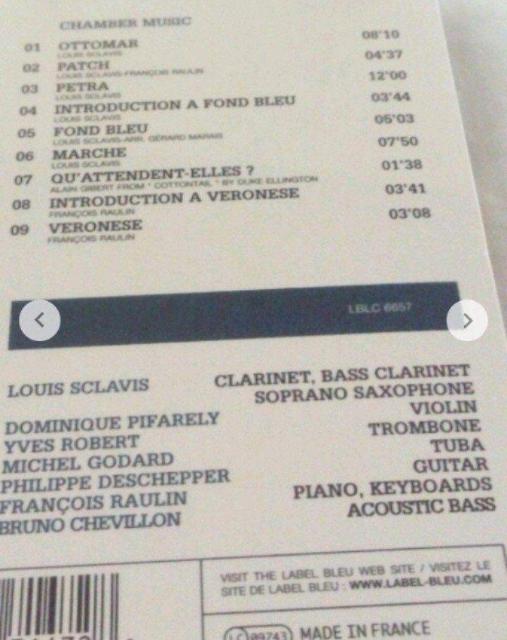 CHAMBER MUSIC
01 OTTOMAR 08'10
LOUIS SCLAVIS
02 PATCH 04'37
LOUIS SCLAVIS-FRANÇOIS RAULIN
03 PETRA 12'00
LOUIS SCLAVIS
04 INTRODUCTION A FOND BLEU 03'44
LOUIS SCLAVIS
05 FOND BLEU 05'03
LOUIS SCLAVIS-ARR. GÉRARD MARAIS
06 MARCHE 07'50
LOUIS SCLAVIS
07 QU'ATTENDENT-ELLES ? 01'38
ALAIN GIBERT FROM " COTTONTAIL " BY DUKE ELLINGTON
08 INTRODUCTION A VERONESE 03'41
FRANÇOIS RAULIN
09 VERONESE 03'08
FRANÇOIS RAULIN
LBLC 6657
LOUIS SCLAVIS CLARINET, BASS CLARINET
SOPRANO SAXOPHONE
DOMINIQUE PIFARELY VIOLIN
YVES ROBERT TROMBONE
MICHEL GODARD TUBA
PHILIPPE DESCHEPPER GUITAR
FRANÇOIS RAULIN PIANO, KEYBOARDS
BRUNO CHEVILLON ACOUSTIC BASS
VISIT THE LABEL BLEU WEB SITE / VISITEZ LE
SITE DE LABEL BLEU : WWW.LABEL-BLEU.COM
LC 09743 MADE IN FRANCE